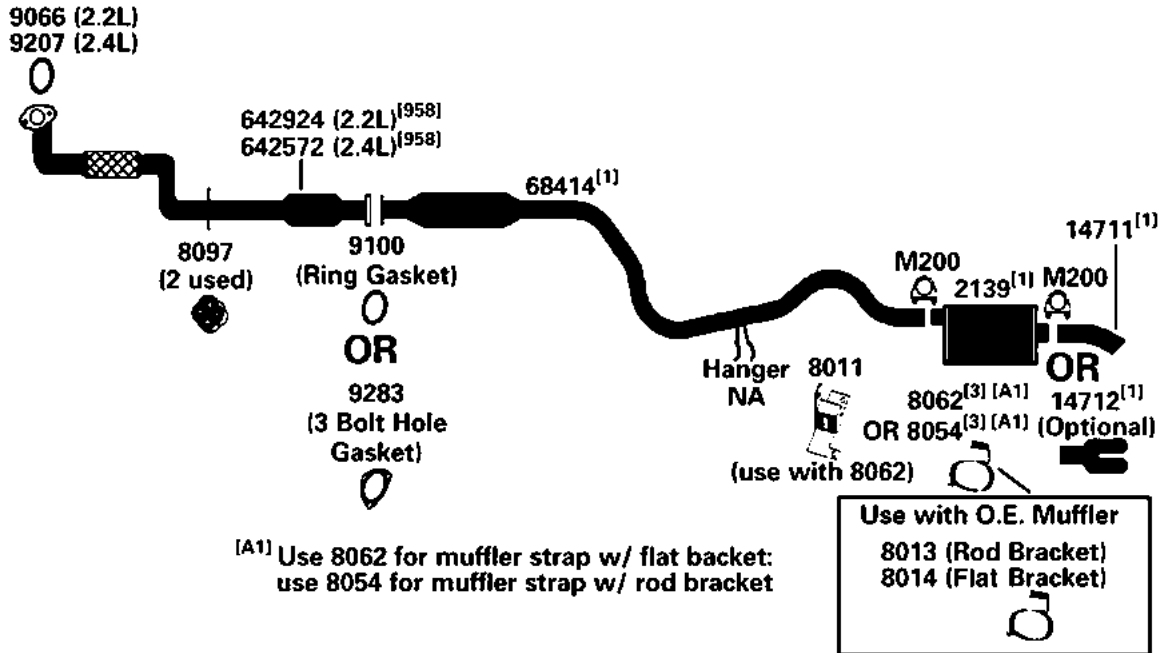 9066 (2.2L)
9207 (2.4L)
642924 (2.2L)[958]
642572 (2.4L)[958]
68414[1]
8097
(2 used)
9100
(Ring Gasket)
OR
9283
(3 Bolt Hole
Gasket)
14711[1]
M200
2139[1]
M200
Hanger
NA
8011
(use with 8062)
8062[3] [A1]
OR 8054[3] [A1]
OR
14712[1]
(Optional)
Use with O.E. Muffler
8013 (Rod Bracket)
8014 (Flat Bracket)
[A1] Use 8062 for muffler strap w/ flat backet:
use 8054 for muffler strap w/ rod bracket